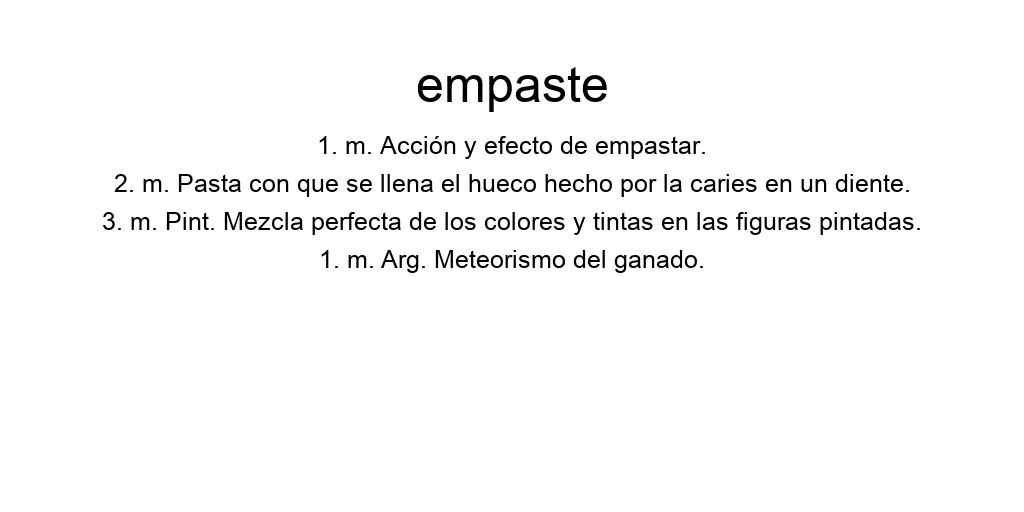 empaste
1. m. Acción y efecto de empastar.
2. m. Pasta con que se llena el hueco hecho por la caries en un diente.
3. m. Pint. Mezcla perfecta de los colores y tintas en las figuras pintadas.
1. m. Arg. Meteorismo del ganado.